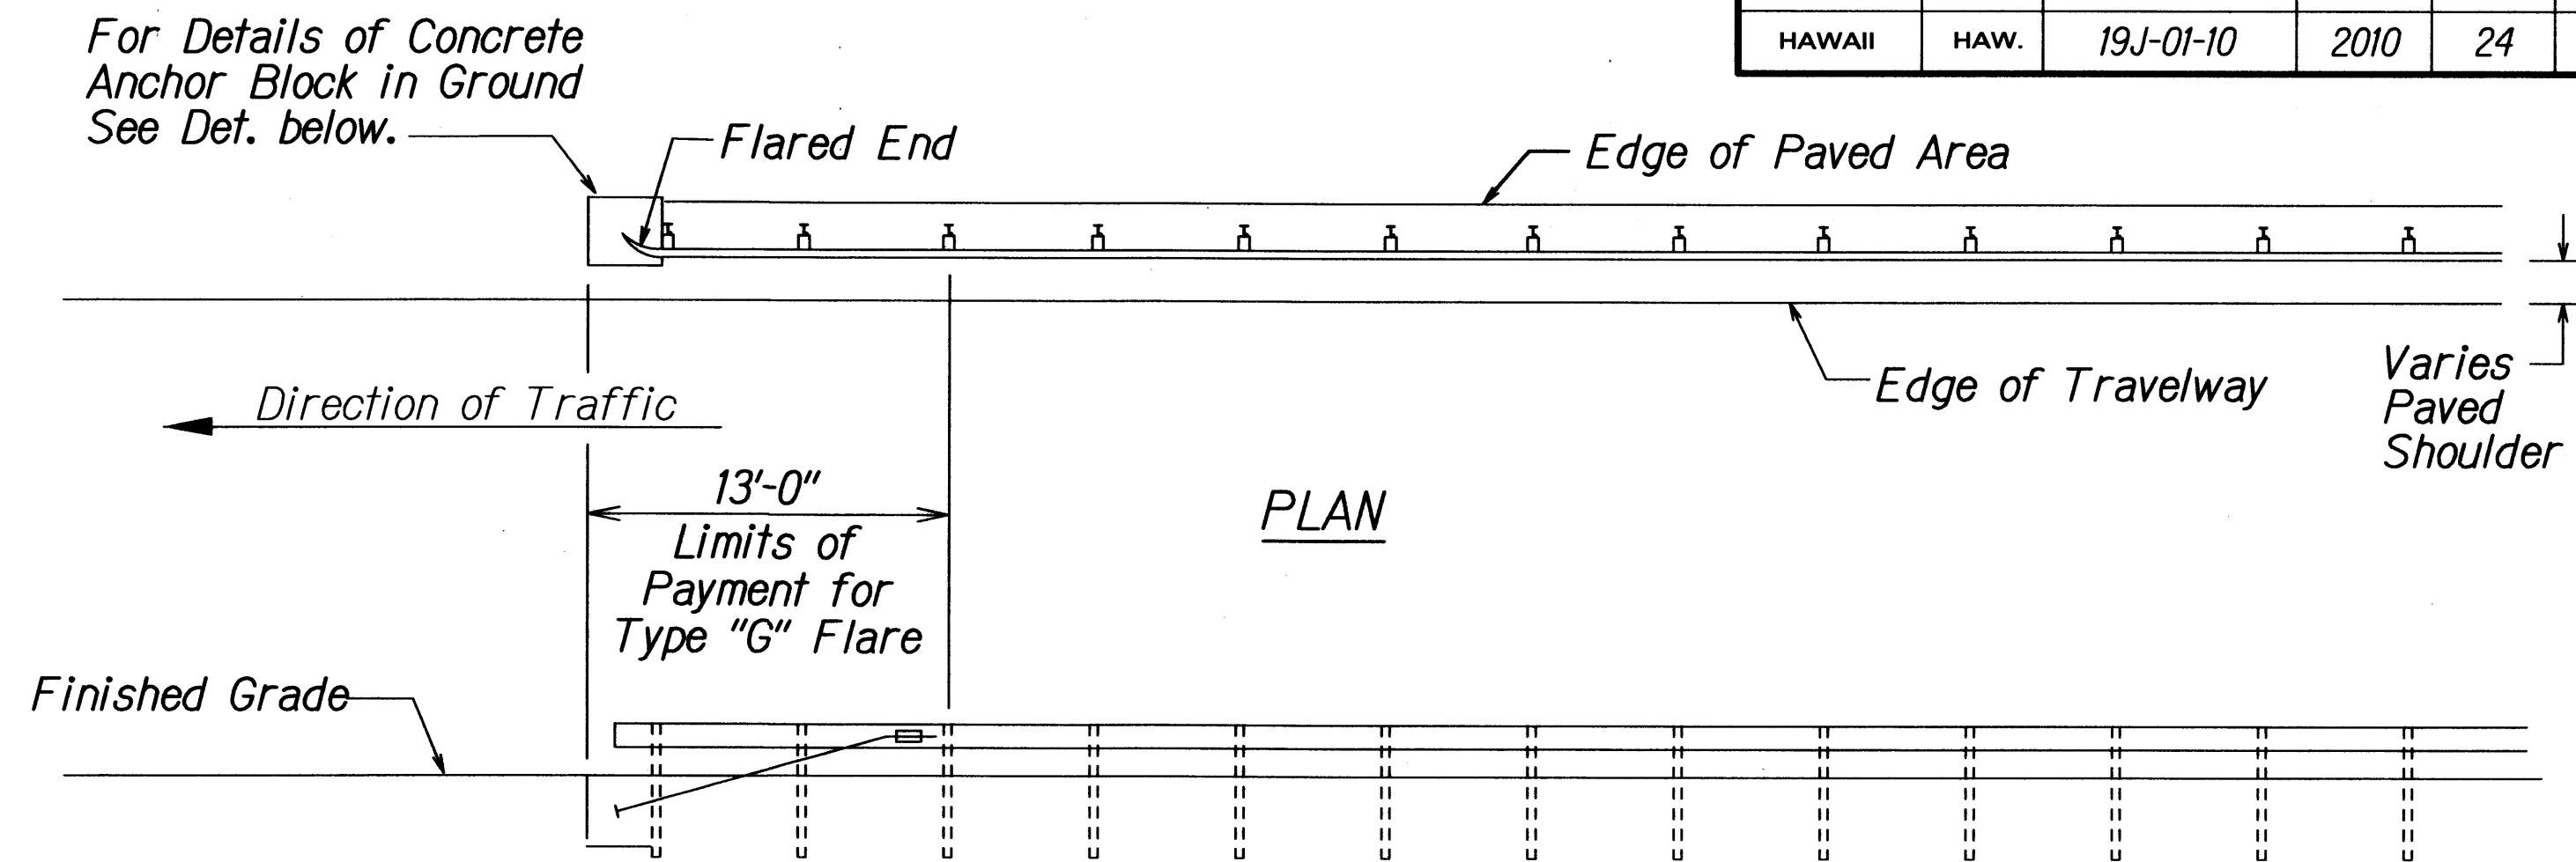 HAWAII HAW. 19J-01-10 2010 24
For Details of Concrete
Anchor Block in Ground
See Det. below.
Flared End
Edge of Paved Area
Edge of Travelway
Varies
Paved
Shoulder
Direction of Traffic
13'-0"
Limits of
Payment for
Type "G" Flare
PLAN
Finished Grade